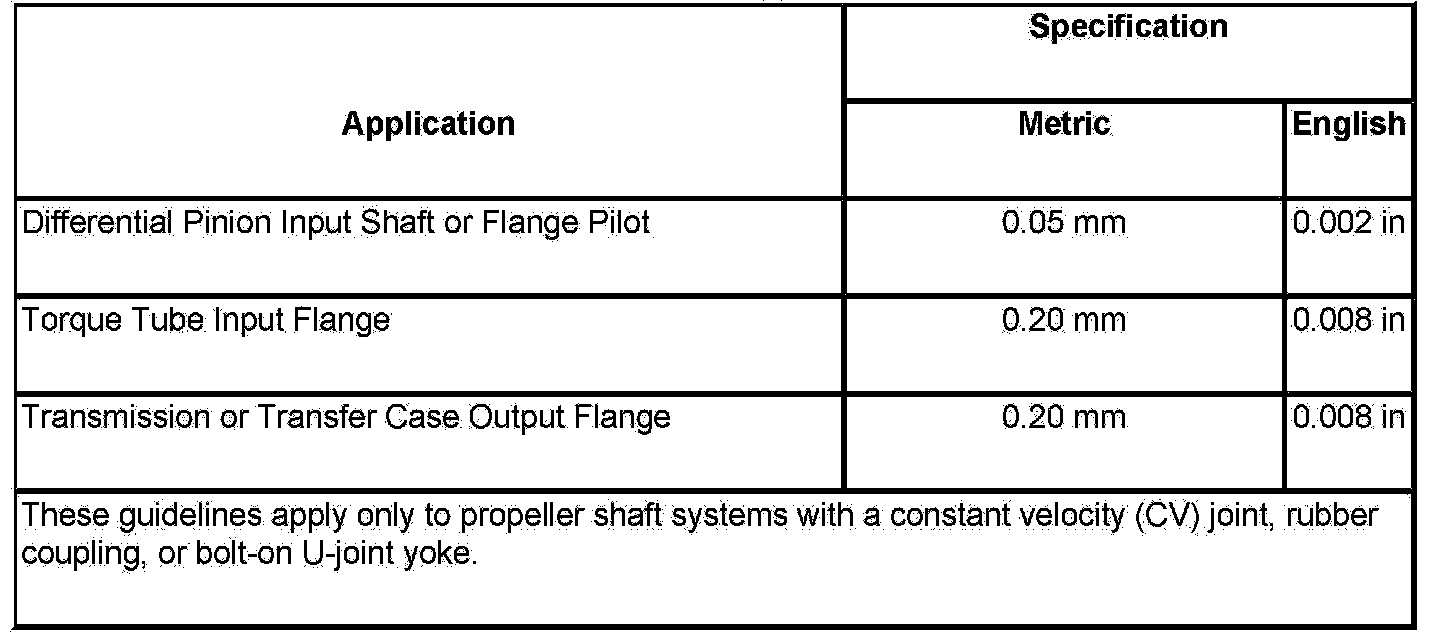 Specification
Application
Metric
English
Differential Pinion Input Shaft or Flange Pilot
0.05 mm
0.002 in
Torque Tube Input Flange
0.20 mm
0.008 in
Transmission or Transfer Case Output Flange
0.20 mm
0.008 in
These guidelines apply only to propeller shaft systems with a constant velocity (CV) joint, rubber
coupling, or bolt-on U-joint yoke.